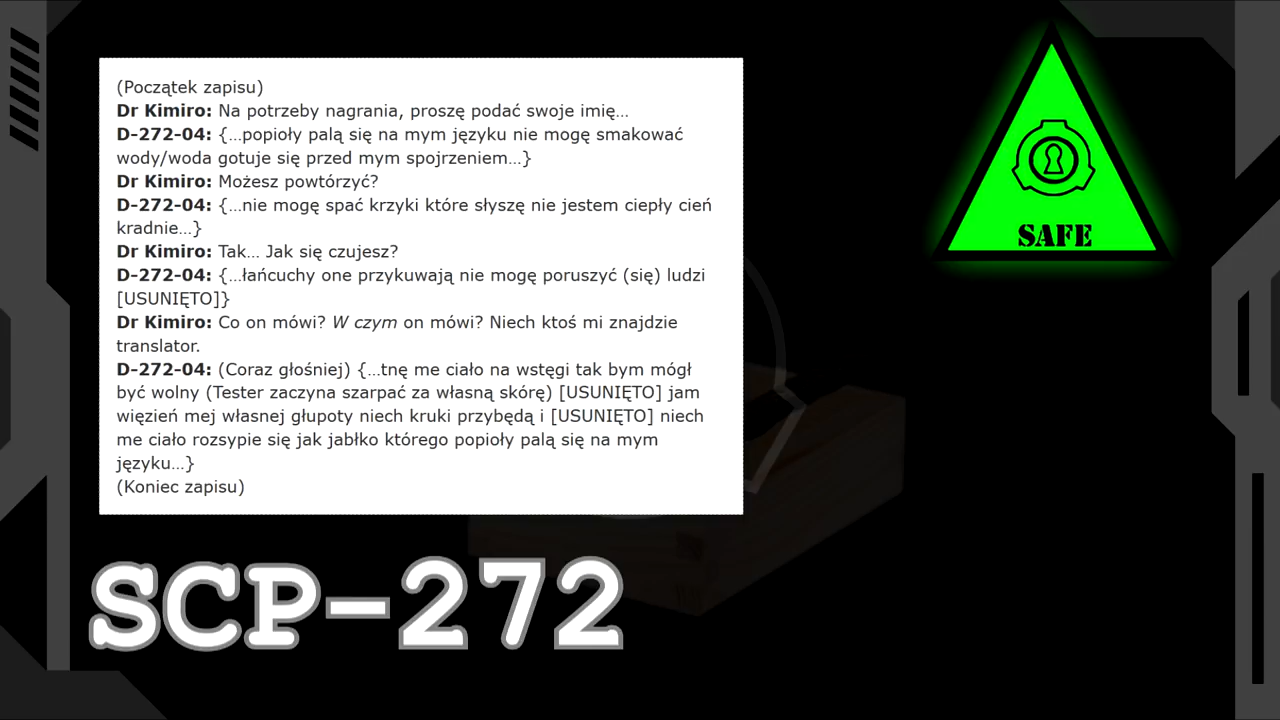 (Początek zapisu)
Dr Kimiro: Na potrzeby nagrania, proszę podać swoje imię…
D-272-04: {…popioły palą się na mym języku nie mogę smakować
wody/woda gotuje się przed mym spojrzeniem…}
Dr Kimiro: Możesz powtórzyć?
D-272-04: {…nie mogę spać krzyki które słyszę nie jestem ciepły cień
kradnie…}
Dr Kimiro: Tak… Jak się czujesz?
D-272-04: {…łańcuchy one przykuwają nie mogę poruszyć (się) ludzi
[USUNIĘTO]}
Dr Kimiro: Co on mówi? W czym on mówi? Niech ktoś mi znajdzie
translator.
D-272-04: (Coraz głośniej) {…tnę me ciało na wstęgi tak bym mógł
być wolny (Tester zaczyna szarpać za własną skórę) [USUNIĘTO] jam
więzień mej własnej głupoty niech kruki przybędą i [USUNIĘTO] niech
me ciało rozsypie się jak jabłko którego popioły palą się na mym
języku…}
(Koniec zapisu)
SAFE
SCP-272